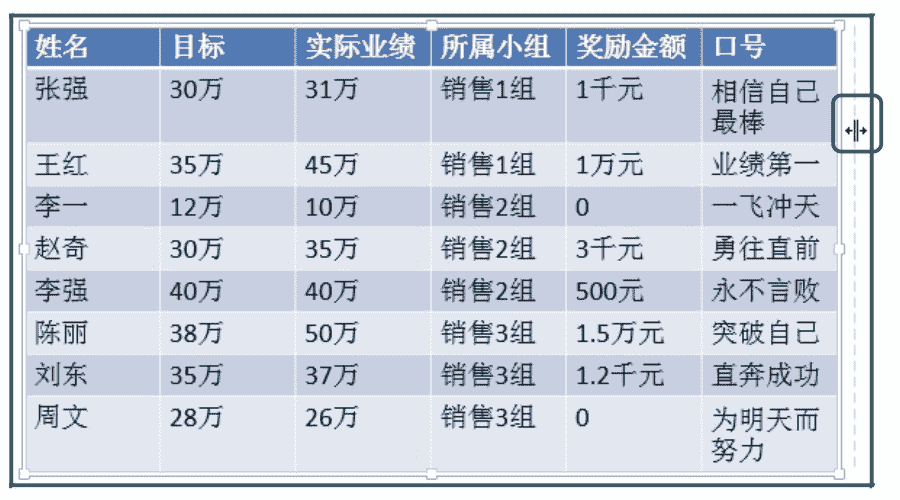 姓名 目标 实际业绩 所属小组 奖励金额 口号
张强 30万 31万 销售1组 1千元 相信自己
最棒
王红 35万 45万 销售1组 1万元 业绩第一
李一 12万 10万 销售2组 0 一飞冲天
赵奇 30万 35万 销售2组 3千元 勇往直前
李强 40万 40万 销售2组 500元 永不言败
陈丽 38万 50万 销售3组 1.5万元 突破自己
刘东 35万 37万 销售3组 1.2千元 直奔成功
周文 28万 26万 销售3组 0 为明天而
努力